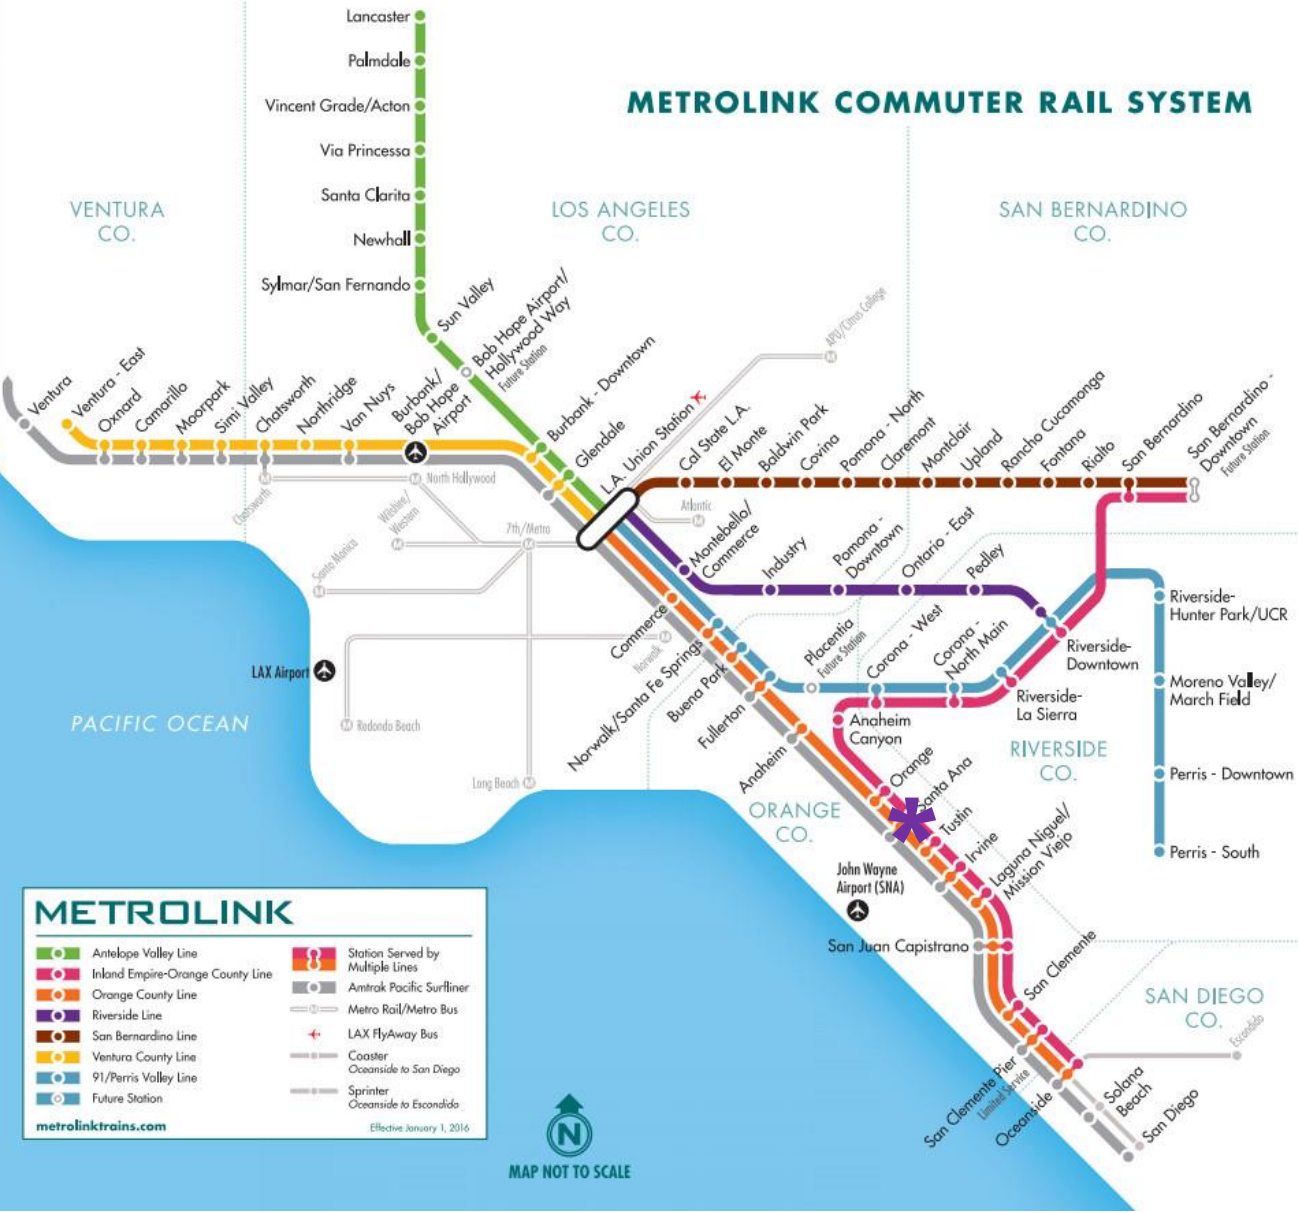 METROLINK COMMUTER RAIL SYSTEM
Lancaster
Palmdale
Vincent Grade/Acton
Via Princessa
Santa Clarita
Newhall
Sylmar/San Fernando
Sun Valley
Bob Hope Airport/
Hollywood Way
Future Station
Burbank - Downtown
Glendale
L.A. Union Station
VENTURA
CO.
LOS ANGELES
CO.
SAN BERNARDINO
CO.
APU/Citrus College
Ventura
Ventura - East
Oxnard
Camarillo
Moorpark
Simi Valley
Chatsworth
Northridge
Van Nuys
Burbank/
Bob Hope
Airport
Cal State L.A.
El Monte
Baldwin Park
Covina
Pomona - North
Claremont
Montclair
Upland
Rancho Cucamonga
Fontana
Rialto
San Bernardino
San Bernardino -
Downtown
Future Station
Chatsworth
M
North Hollywood
Wilshire/
Western
7th/Metro
Santa Monica
Atlantic
Montebello/
Commerce
Industry
Pomona -
Downtown
Ontario - East
Pedley
Riverside-
Hunter Park/UCR
Riverside-
Downtown
Moreno Valley/
March Field
Perris - Downtown
Perris - South
Commerce
Norwalk
Norwalk/Santa Fe Springs
Buena Park
Fullerton
Anaheim
Placentia
Future Station
Corona - West
Corona -
North Main
Riverside-
La Sierra
Anaheim
Canyon
RIVERSIDE
CO.
LAX Airport
Redondo Beach
Long Beach
PACIFIC OCEAN
ORANGE
CO.
Orange
Santa Ana
Tustin
Irvine
Laguna Niguel/
Mission Viejo
John Wayne
Airport (SNA)
San Juan Capistrano
San Clemente
San Clemente Pier
Limited Service
Oceanside
SAN DIEGO
CO.
Escondido
Solana
Beach
San Diego
METROLINK
Antelope Valley Line
Inland Empire-Orange County Line
Orange County Line
Riverside Line
San Bernardino Line
Ventura County Line
91/Perris Valley Line
Future Station
Station Served by
Multiple Lines
Amtrak Pacific Surfliner
Metro Rail/Metro Bus
LAX FlyAway Bus
Coaster
Oceanside to San Diego
Sprinter
Oceanside to Escondido
metrolinktrains.com
Effective January 1, 2016
N
MAP NOT TO SCALE